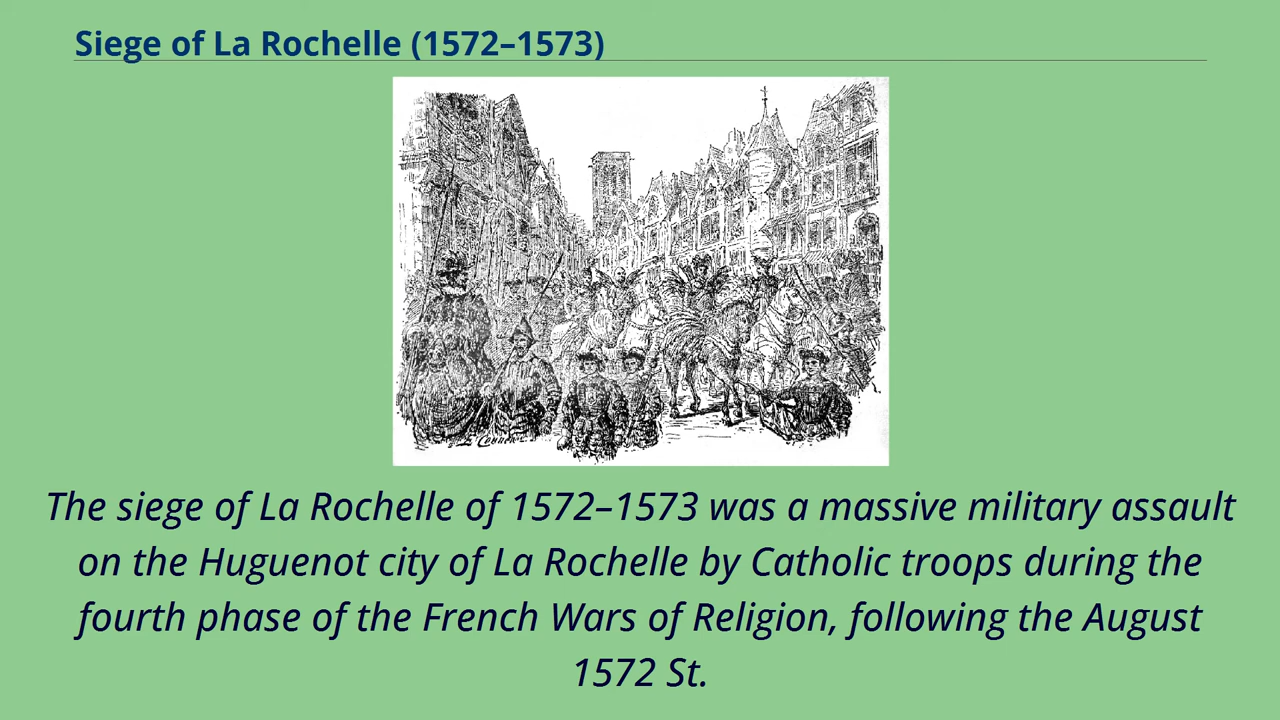 Siege of La Rochelle (1572–1573)
The siege of La Rochelle of 1572–1573 was a massive military assault
on the Huguenot city of La Rochelle by Catholic troops during the
fourth phase of the French Wars of Religion, following the August
1572 St.